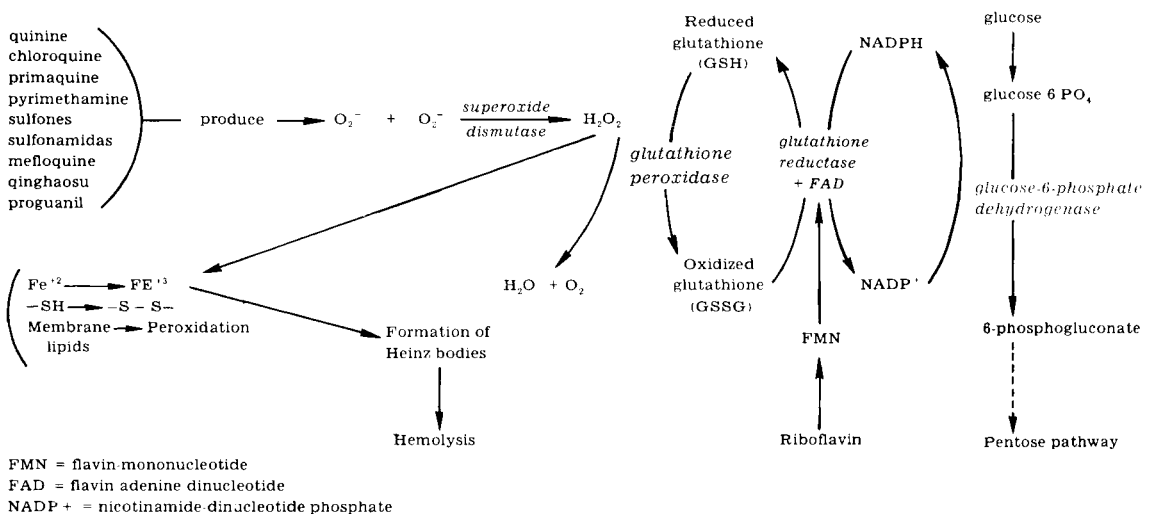 quinine
chloroquine
primaquine
pyrimethamine
sulfones
sulfonamidas
mefloquine
qinghaosu
proguanil
produce
O₂⁻ + O₂⁻
superoxide
dismutase
H₂O₂
Reduced
glutathione
(GSH)
glutathione
peroxidase
Oxidized
glutathione
(GSSG)
NADPH
glutathione
reductase
+ FAD
NADP⁺
FMN
Riboflavin
glucose
glucose 6 PO₄
glucose-6-phosphate
dehydrogenase
6-phosphogluconate
Pentose pathway
H₂O + O₂
Fe⁺² FE⁺³
—SH —S – S—
Membrane Peroxidation
lipids
Formation of
Heinz bodies
Hemolysis
FMN = flavin-mononucleotide
FAD = flavin adenine dinucleotide
NADP + = nicotinamide-dinucleotide phosphate